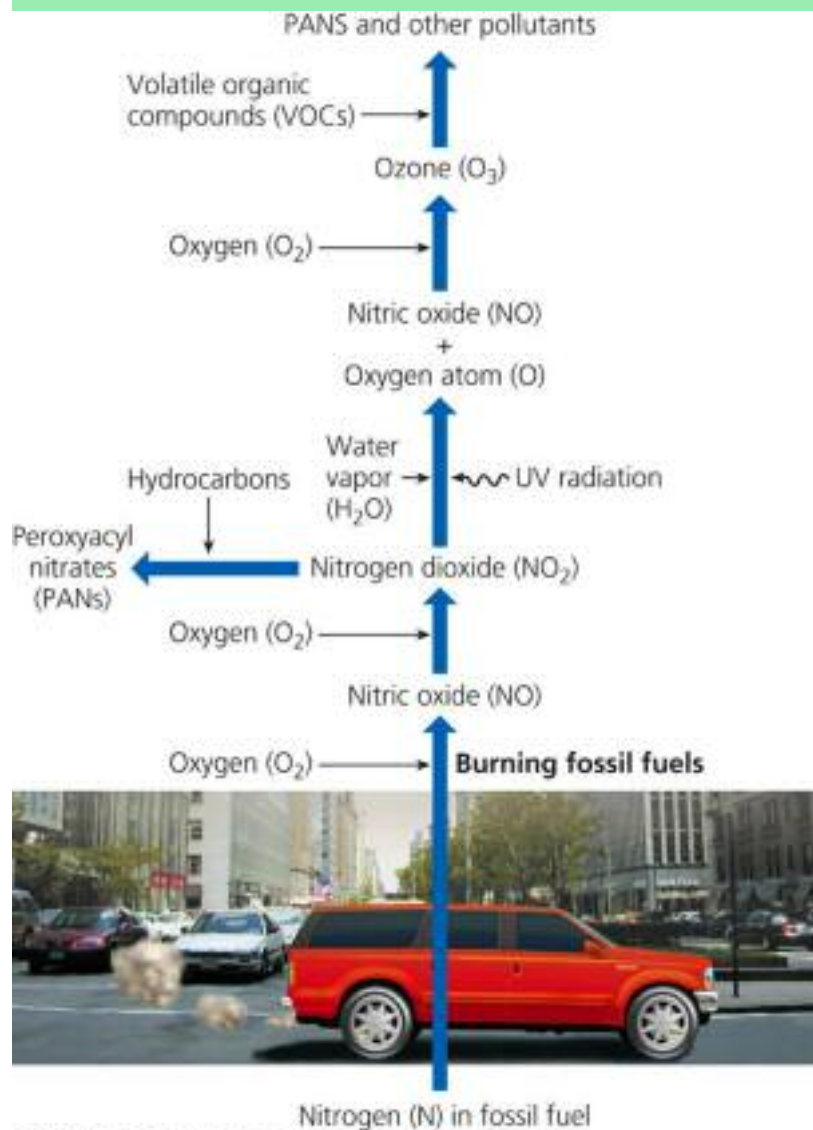 PANS and other pollutants
Volatile organic
compounds (VOCs)
Ozone (O₃)
Oxygen (O₂)
Nitric oxide (NO)
+
Oxygen atom (O)
Water
vapor
(H₂O)
UV radiation
Hydrocarbons
Peroxyacyl
nitrates
(PANs)
Nitrogen dioxide (NO₂)
Oxygen (O₂)
Nitric oxide (NO)
Oxygen (O₂)
Burning fossil fuels
Nitrogen (N) in fossil fuel